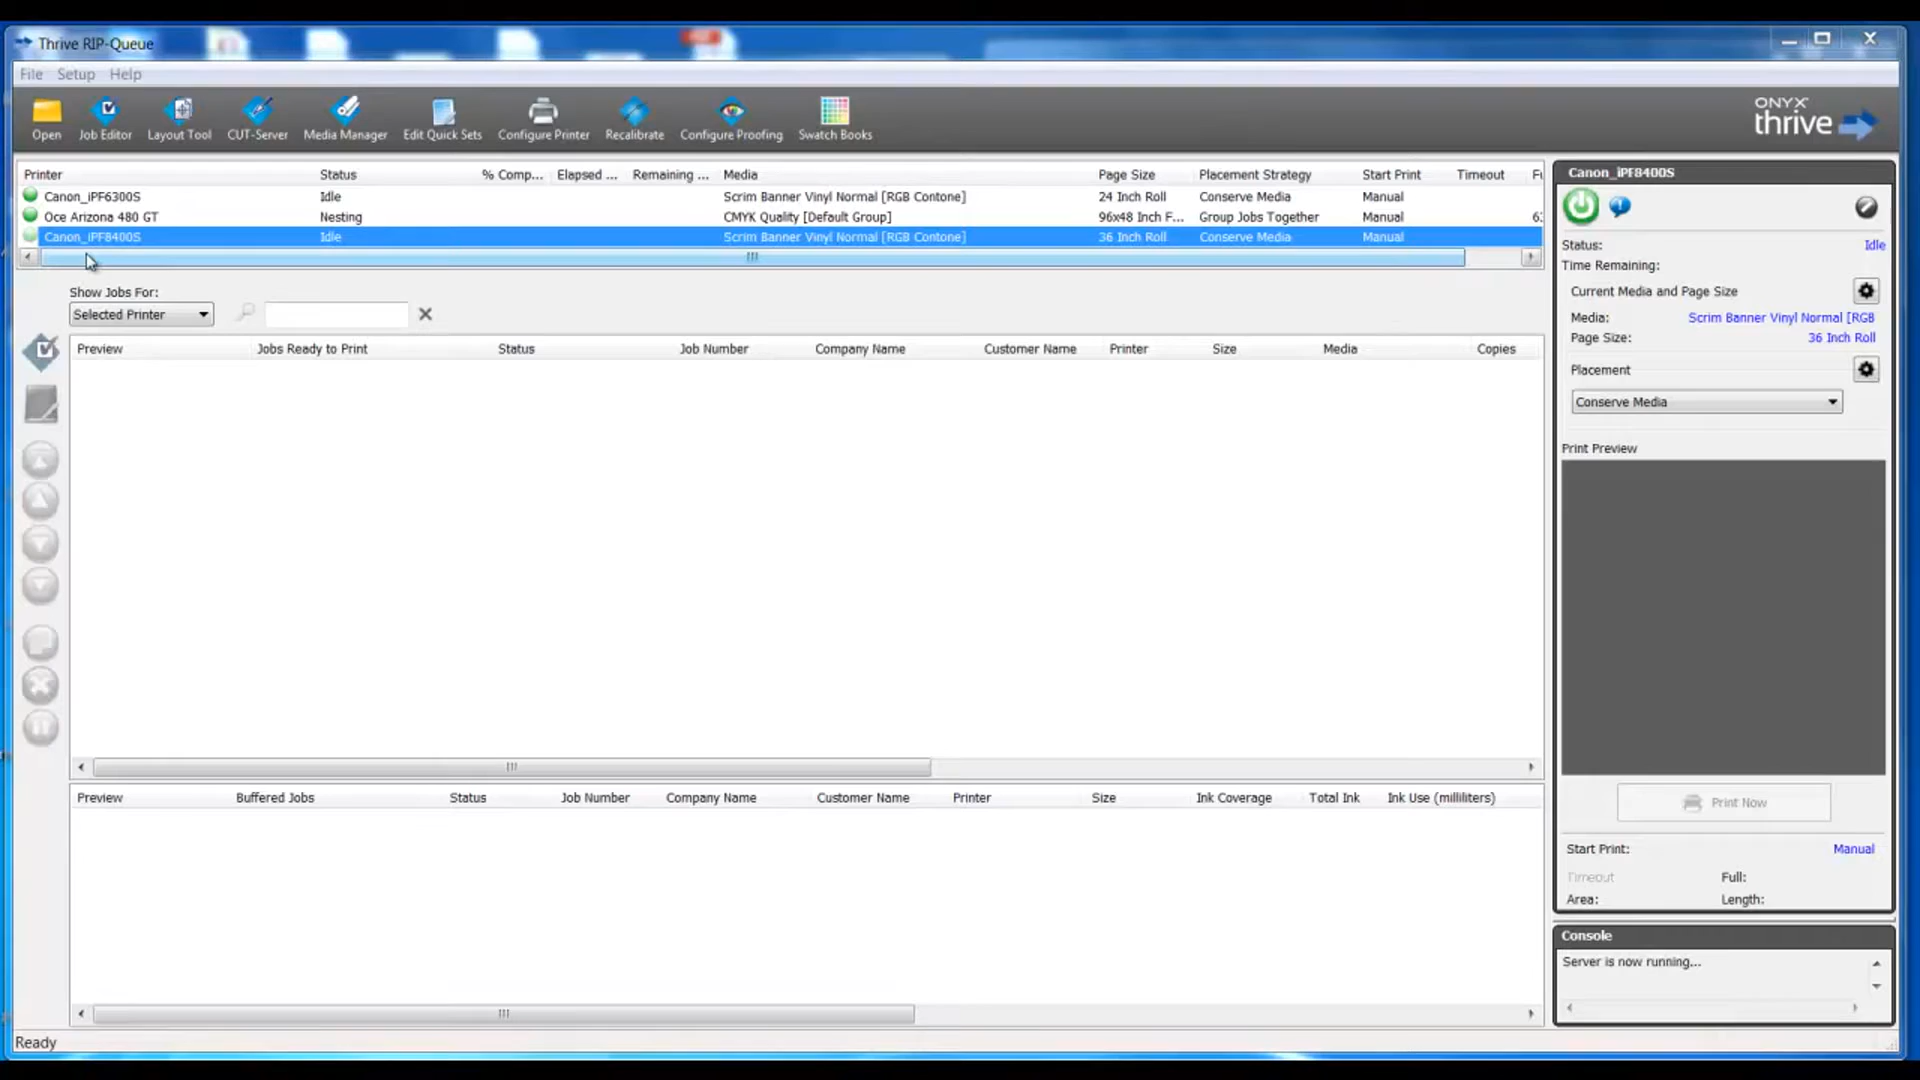 Thrive RIP-Queue
File Setup Help
Open Job Editor Layout Tool CUT-Server Media Manager Edit Quick Sets Configure Printer Recalibrate Configure Proofing Swatch Books
ONYX
thrive
Printer Status % Comp... Elapsed ... Remaining ... Media Page Size Placement Strategy Start Print Timeout
Canon_iPF6300S Idle Scrim Banner Vinyl Normal [RGB Contone] 24 Inch Roll Conserve Media Manual
Oce Arizona 480 GT Nesting CMYK Quality [Default Group] 96x48 Inch F... Group Jobs Together Manual
Canon_iPF8400S Idle Scrim Banner Vinyl Normal [RGB Contone] 36 Inch Roll Conserve Media Manual
Show Jobs For:
Selected Printer
Preview Jobs Ready to Print Status Job Number Company Name Customer Name Printer Size Media Copies
Preview Buffered Jobs Status Job Number Company Name Customer Name Printer Size Ink Coverage Total Ink Ink Use (milliliters)
Canon_iPF8400S
Status: Idle
Time Remaining:
Current Media and Page Size
Media: Scrim Banner Vinyl Normal [RGB
Page Size: 36 Inch Roll
Placement
Conserve Media
Print Preview
Print Now
Start Print: Manual
Timeout Full:
Area: Length:
Console
Server is now running...
Ready